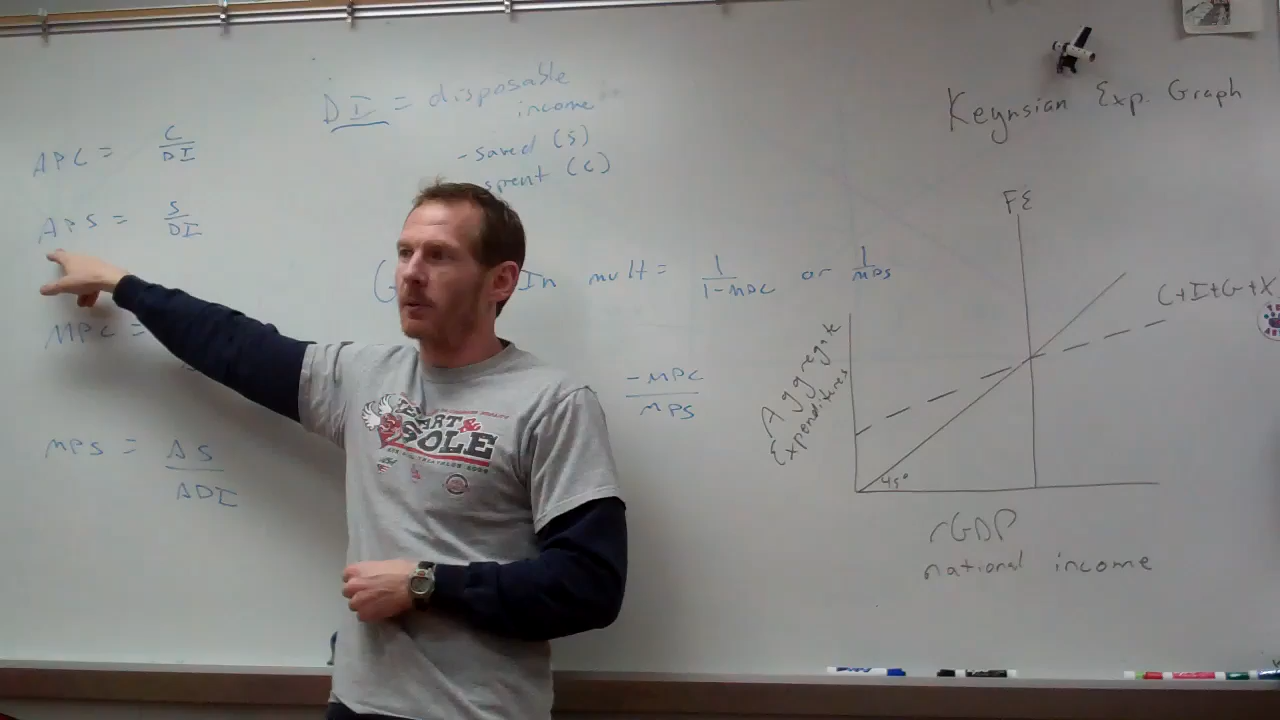 DI = disposable
income
- saved (S)
spent (C)
APC = C
DI
APS = S
DI
MPC =
MPS = ΔS
ΔDI
In mult = 1 or 1
1-MPC MPS
-MPC
MPS
Keynsian Exp. Graph
FE
C+I+G+X
Aggregate
Expenditures
45°
rGDP
national income
SOLE